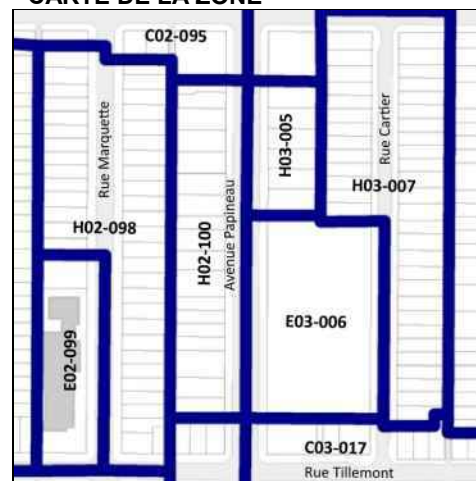 CARTE DE LA ZONE
C02-095
Rue Marquette
Rue Cartier
H03-005
H03-007
H02-098
H02-100
Avenue Papineau
E03-006
E02-099
C03-017
Rue Tillemont